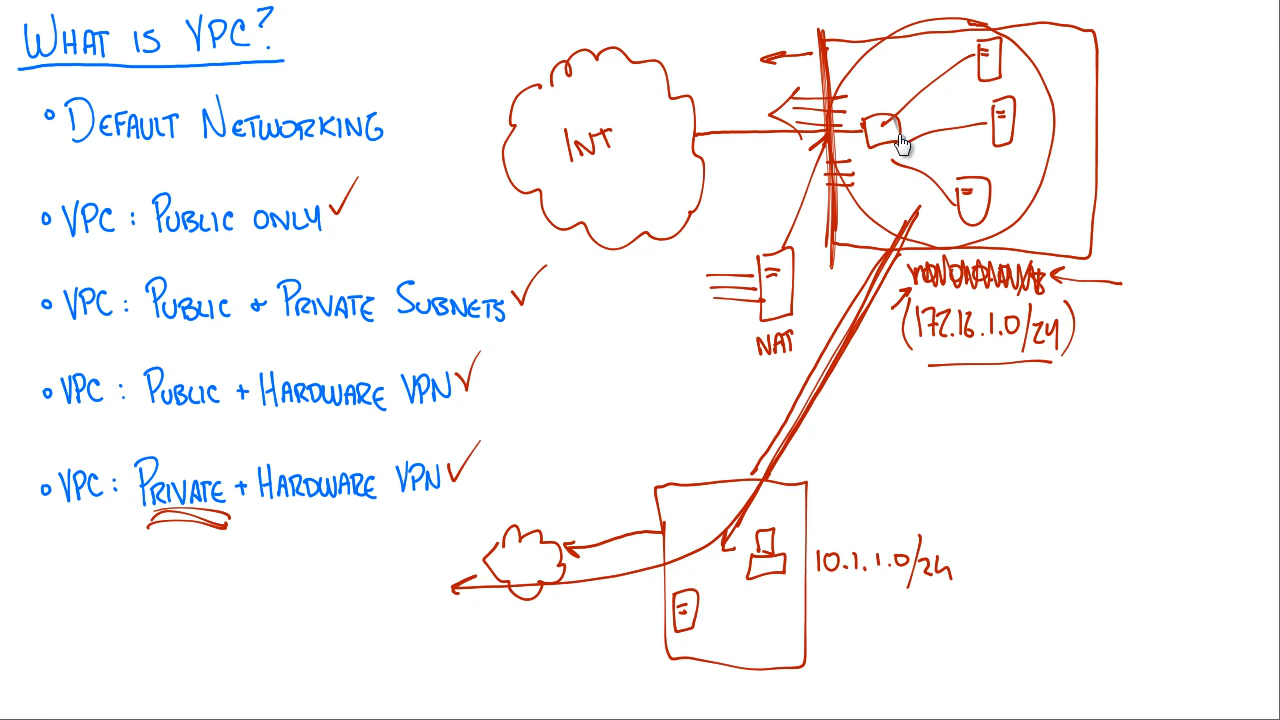 WHAT IS VPC?
• DEFAULT NETWORKING
• VPC : PUBLIC ONLY ✓
• VPC : PUBLIC & PRIVATE SUBNETS ✓
• VPC : PUBLIC + HARDWARE VPN ✓
• VPC : PRIVATE + HARDWARE VPN ✓
INT
NAT
(172.16.1.0/24)
10.1.1.0/24